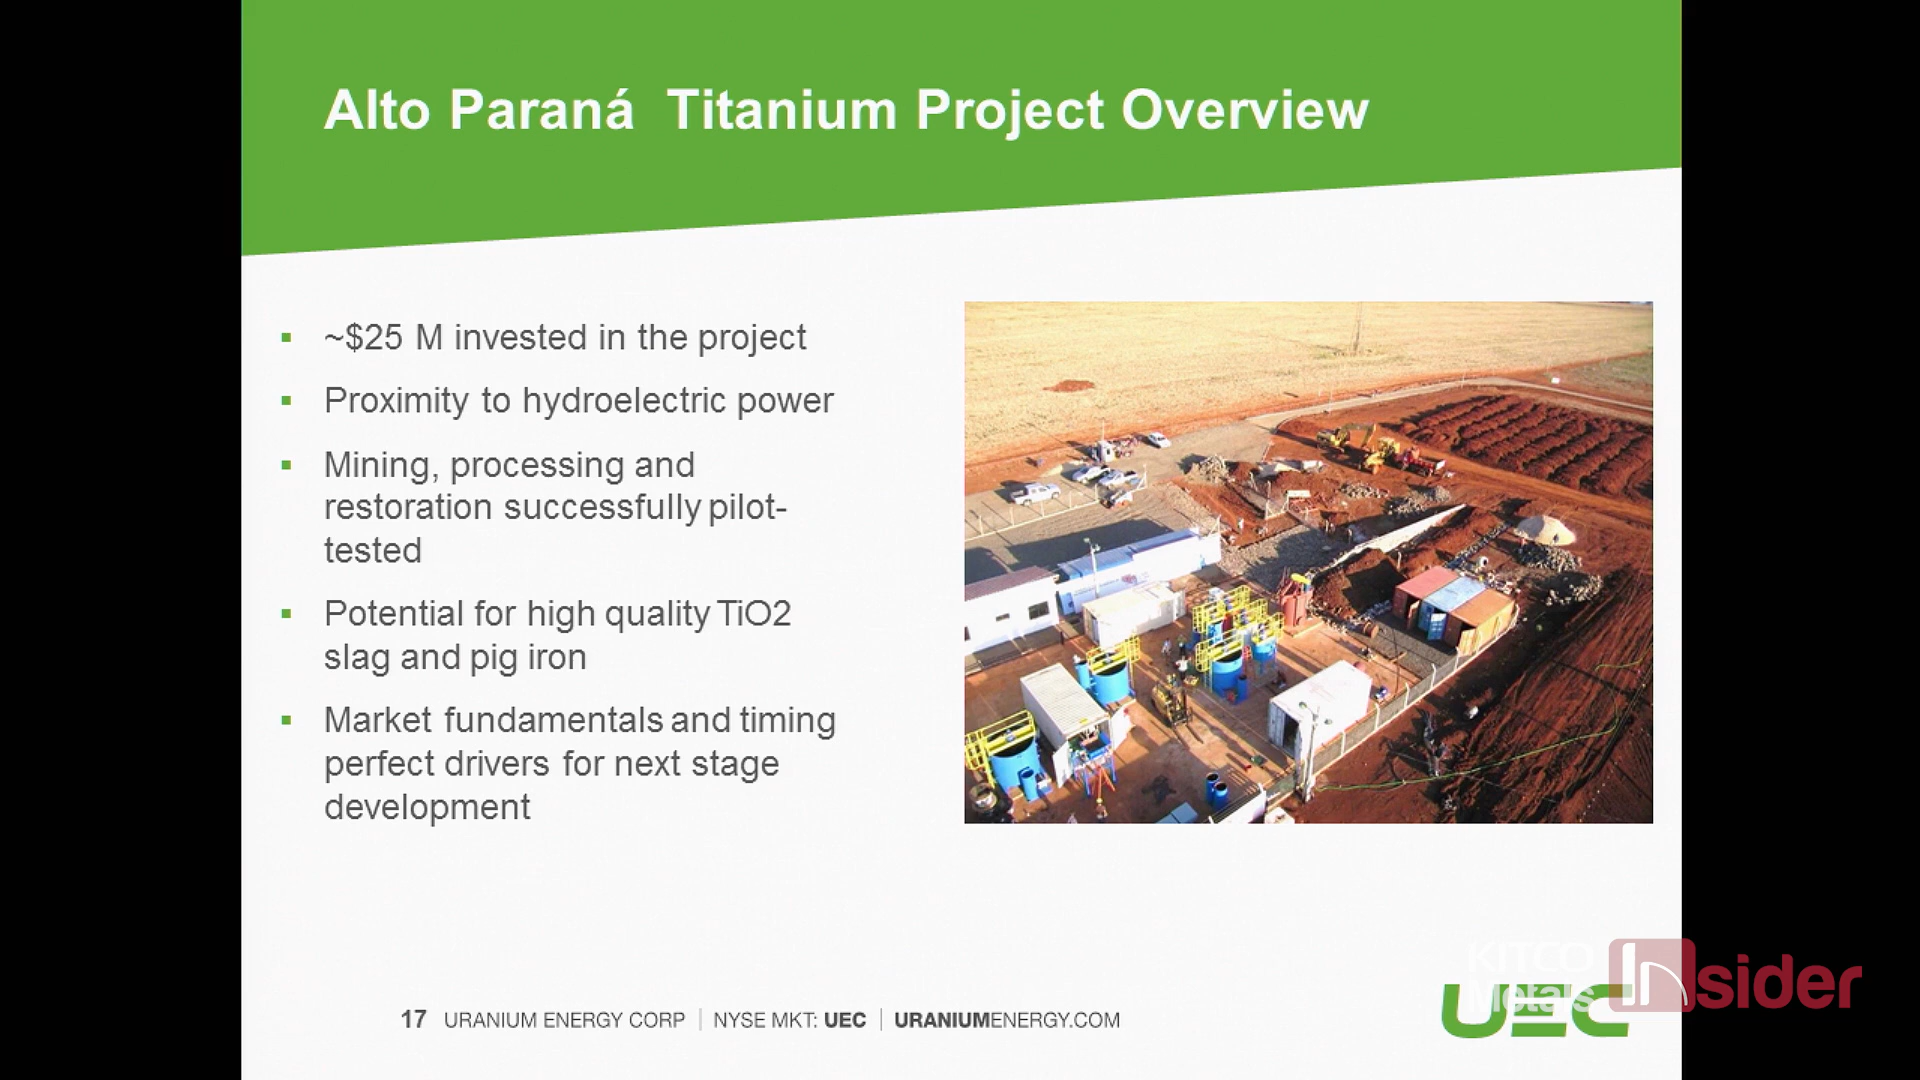 Alto Paraná Titanium Project Overview
▪ ~$25 M invested in the project
▪ Proximity to hydroelectric power
▪ Mining, processing and
restoration successfully pilot-
tested
▪ Potential for high quality TiO2
slag and pig iron
▪ Market fundamentals and timing
perfect drivers for next stage
development
17 URANIUM ENERGY CORP | NYSE MKT: UEC | URANIUMENERGY.COM
UEC
KITCO
Metals
INsider